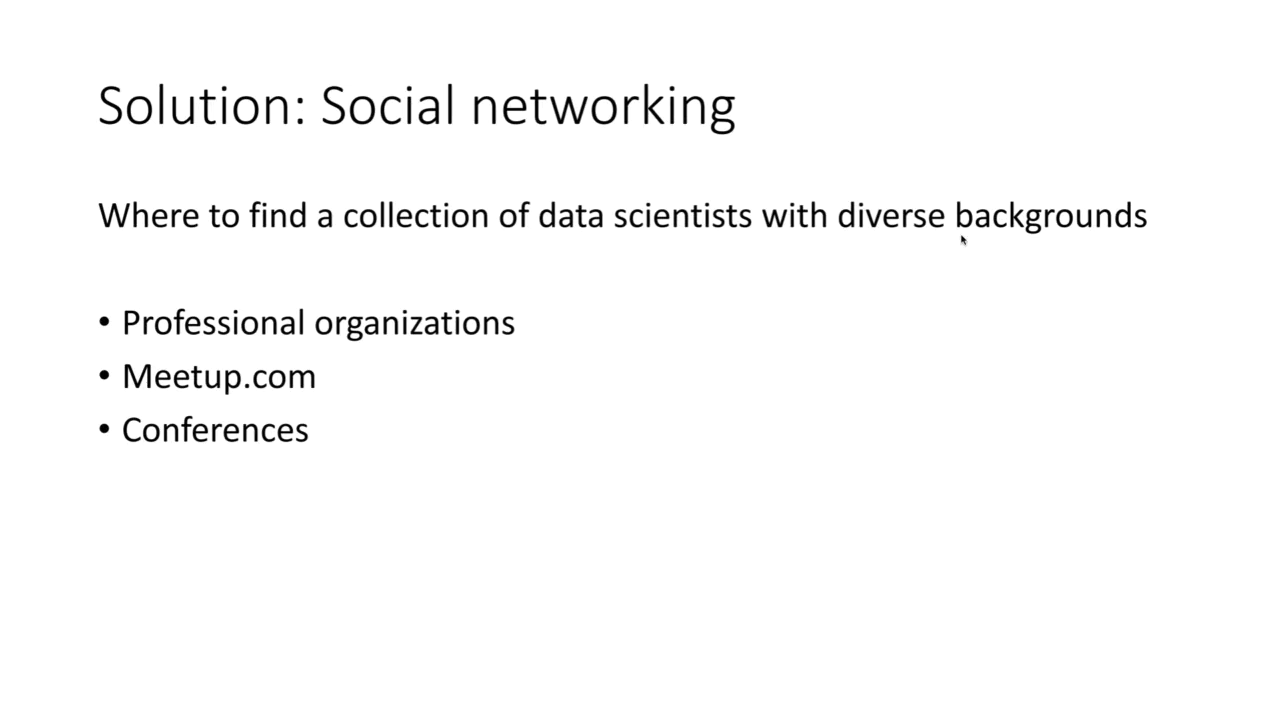 Solution: Social networking
Where to find a collection of data scientists with diverse backgrounds
• Professional organizations
• Meetup.com
• Conferences